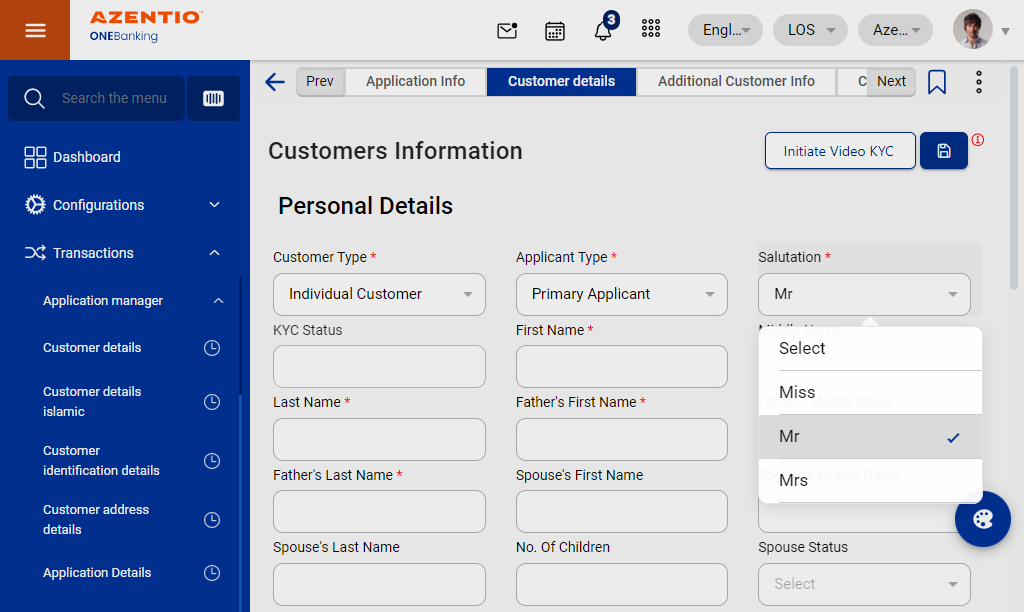 AZENTIO
ONEBanking
3
Engl...
LOS
Aze...
Search the menu
Dashboard
Configurations
Transactions
Application manager
Customer details
Customer details
islamic
Customer
identification details
Customer address
details
Application Details
Prev
Application Info
Customer details
Additional Customer Info
C
Next
Customers Information
Initiate Video KYC
Personal Details
Customer Type *
Applicant Type *
Salutation *
Individual Customer
Primary Applicant
Mr
KYC Status
First Name *
Middle Name
Select
Miss
Mr
Mrs
Last Name *
Father's First Name *
Father's Middle Name *
Father's Last Name *
Spouse's First Name
Spouse's Middle Name
Spouse's Last Name
No. Of Children
Spouse Status
Select